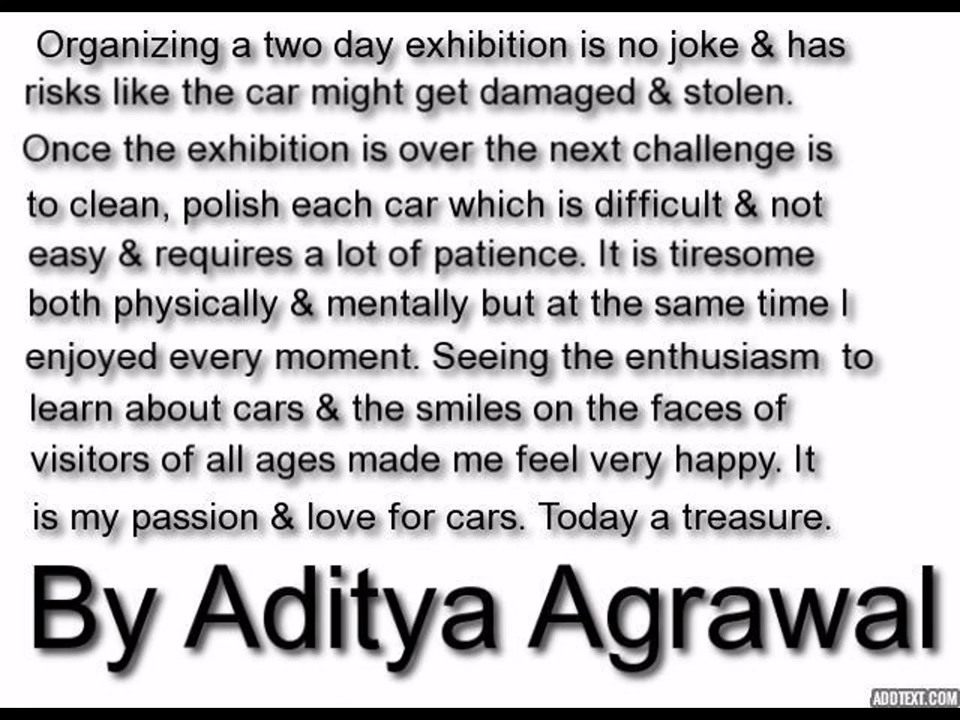 Organizing a two day exhibition is no joke & has
risks like the car might get damaged & stolen.
Once the exhibition is over the next challenge is
to clean, polish each car which is difficult & not
easy & requires a lot of patience. It is tiresome
both physically & mentally but at the same time I
enjoyed every moment. Seeing the enthusiasm to
learn about cars & the smiles on the faces of
visitors of all ages made me feel very happy. It
is my passion & love for cars. Today a treasure.
By Aditya Agrawal
ADDTEXT.COM